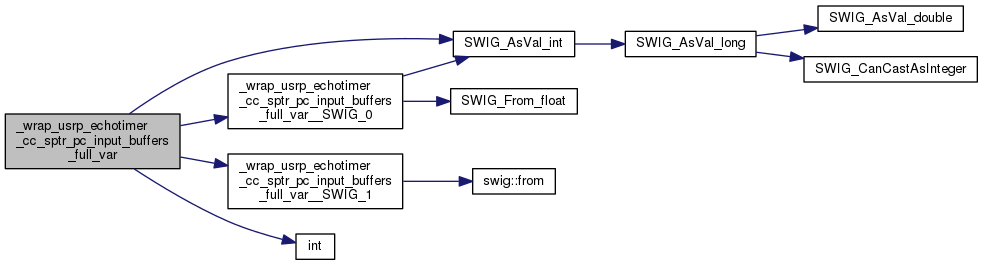 _wrap_usrp_echotimer
_cc_sptr_pc_input_buffers
_full_var
_wrap_usrp_echotimer
_cc_sptr_pc_input_buffers
_full_var__SWIG_0
_wrap_usrp_echotimer
_cc_sptr_pc_input_buffers
_full_var__SWIG_1
int
SWIG_AsVal_int
SWIG_From_float
swig::from
SWIG_AsVal_long
SWIG_AsVal_double
SWIG_CanCastAsInteger